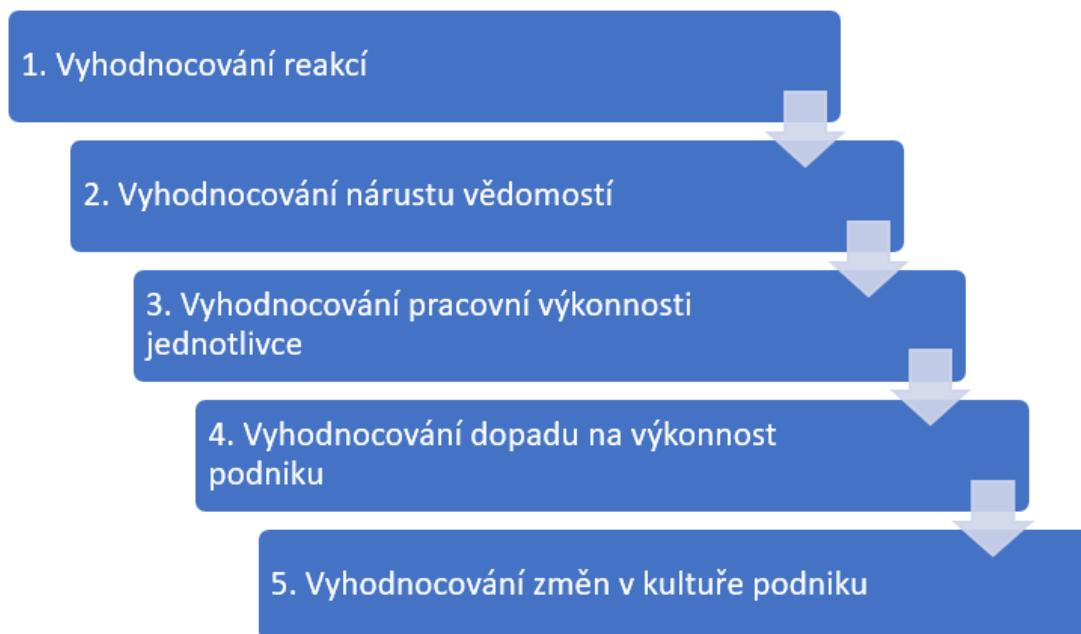 1. Vyhodnocování reakcí
2. Vyhodnocování nárustu vědomostí
3. Vyhodnocování pracovní výkonnosti
jednotlivce
4. Vyhodnocování dopadu na výkonnost
podniku
5. Vyhodnocování změn v kultuře podniku